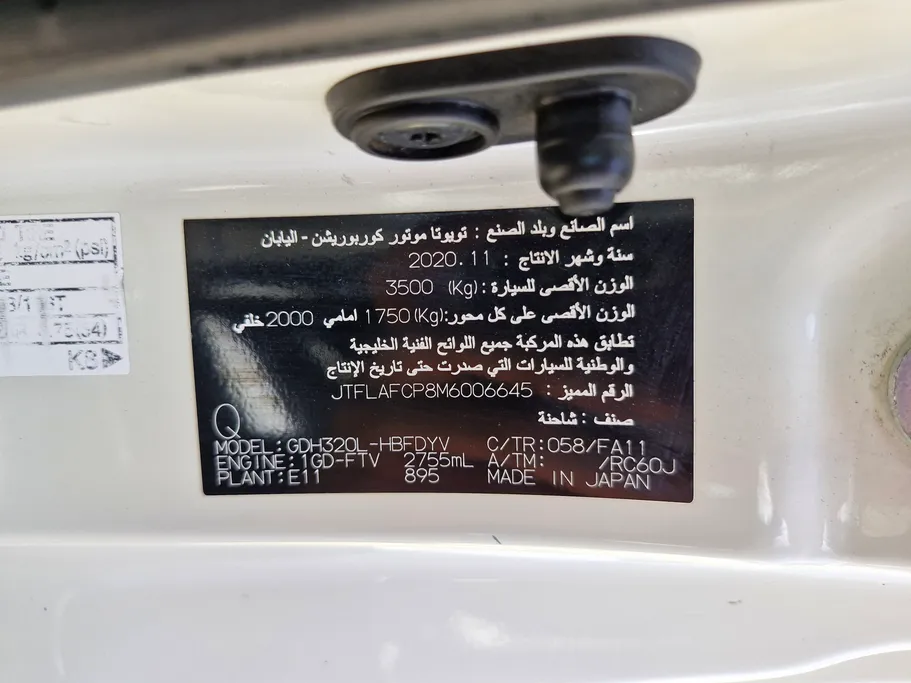 (psi)
K9
اسم الصانع وبلد الصنع : تويوتا موتور كوربوريشن - اليابان
سنة وشهر الانتاج : 2020.11
الوزن الأقصى للسيارة : (Kg) 3500
الوزن الأقصى على كل محور:(Kg) 1750 امامي 2000 خلفي
تطابق هذه المركبة جميع اللوائح الفنية الخليجية
والوطنية للسيارات التي صدرت حتى تاريخ الإنتاج
الرقم المميز : JTFLAFCP8M6006645
صنف : شاحنة
Q
MODEL:GDH320L-HBFDYV C/TR:058/FA11
ENGINE:1GD-FTV 2755mL A/TM: /RC60J
PLANT:E11 895 MADE IN JAPAN